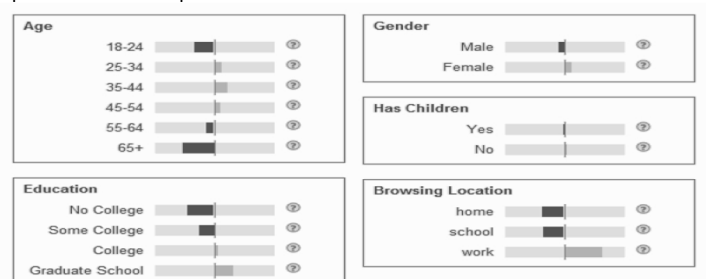 Age
18-24
25-34
35-44
45-54
55-64
65+
Gender
Male
Female
Has Children
Yes
No
Education
No College
Some College
College
Graduate School
Browsing Location
home
school
work